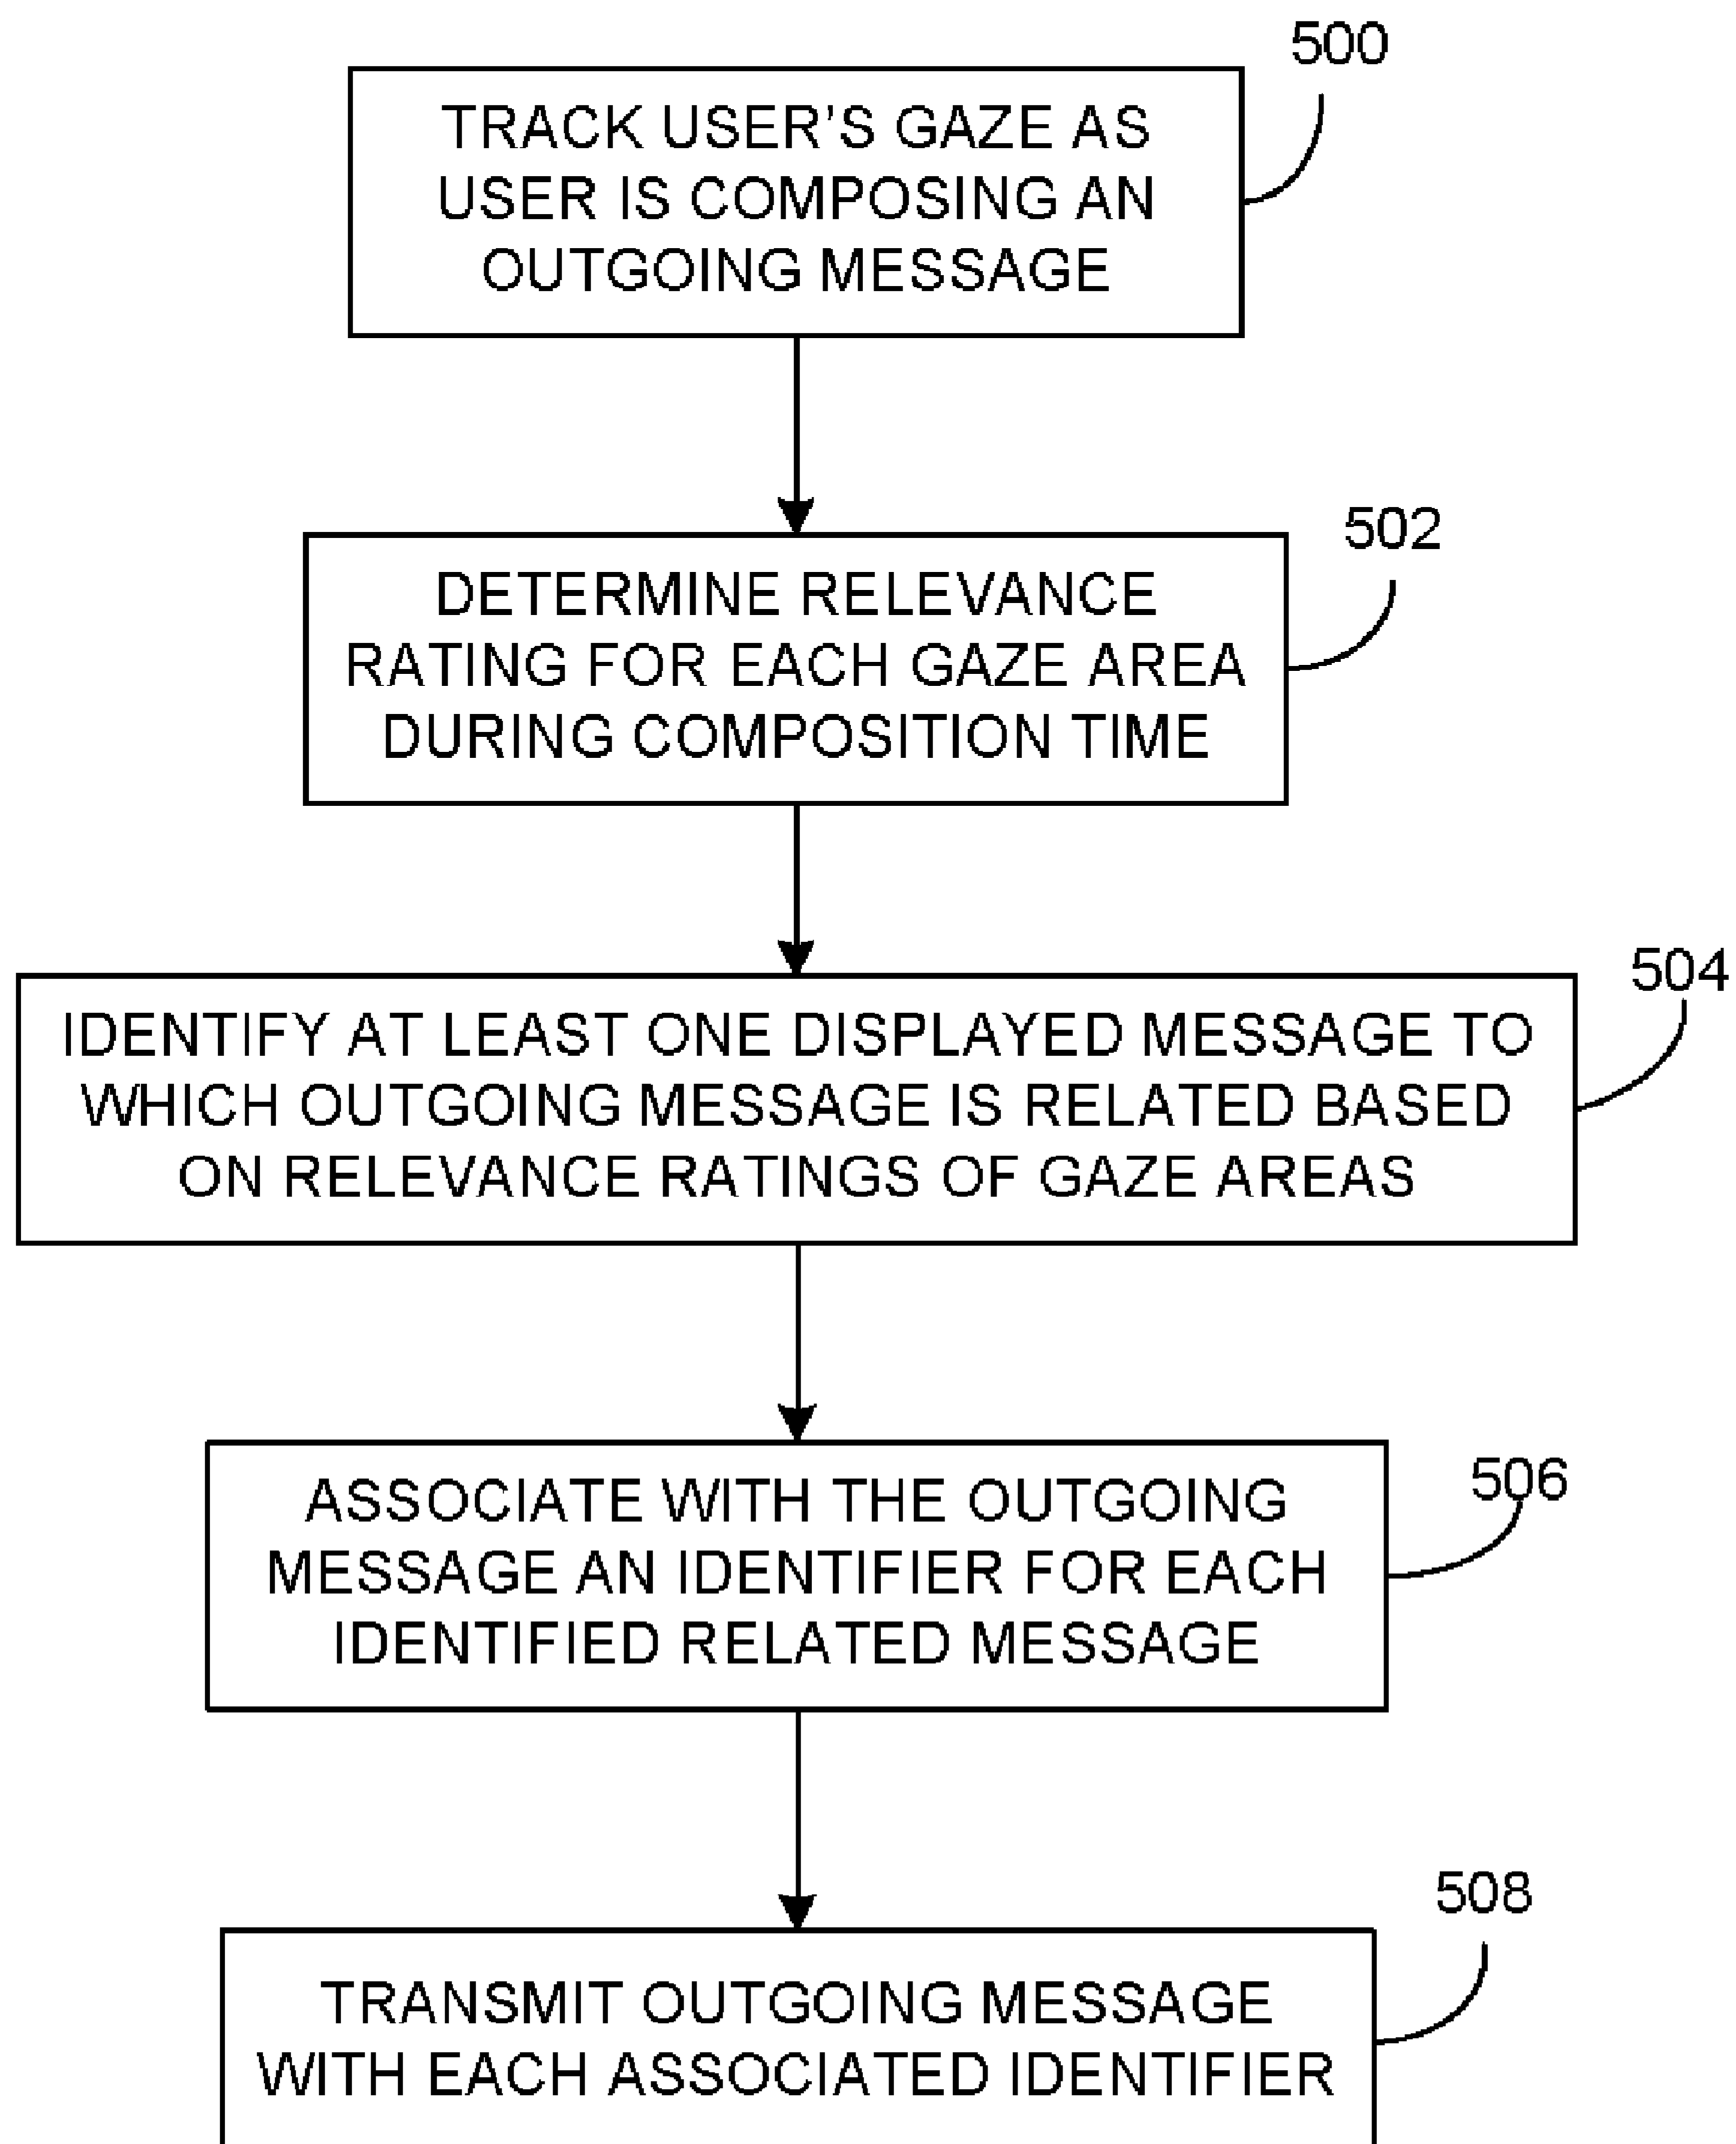 500
TRACK USER'S GAZE AS
USER IS COMPOSING AN
OUTGOING MESSAGE
502
DETERMINE RELEVANCE
RATING FOR EACH GAZE AREA
DURING COMPOSITION TIME
504
IDENTIFY AT LEAST ONE DISPLAYED MESSAGE TO
WHICH OUTGOING MESSAGE IS RELATED BASED
ON RELEVANCE RATINGS OF GAZE AREAS
506
ASSOCIATE WITH THE OUTGOING
MESSAGE AN IDENTIFIER FOR EACH
IDENTIFIED RELATED MESSAGE
508
TRANSMIT OUTGOING MESSAGE
WITH EACH ASSOCIATED IDENTIFIER